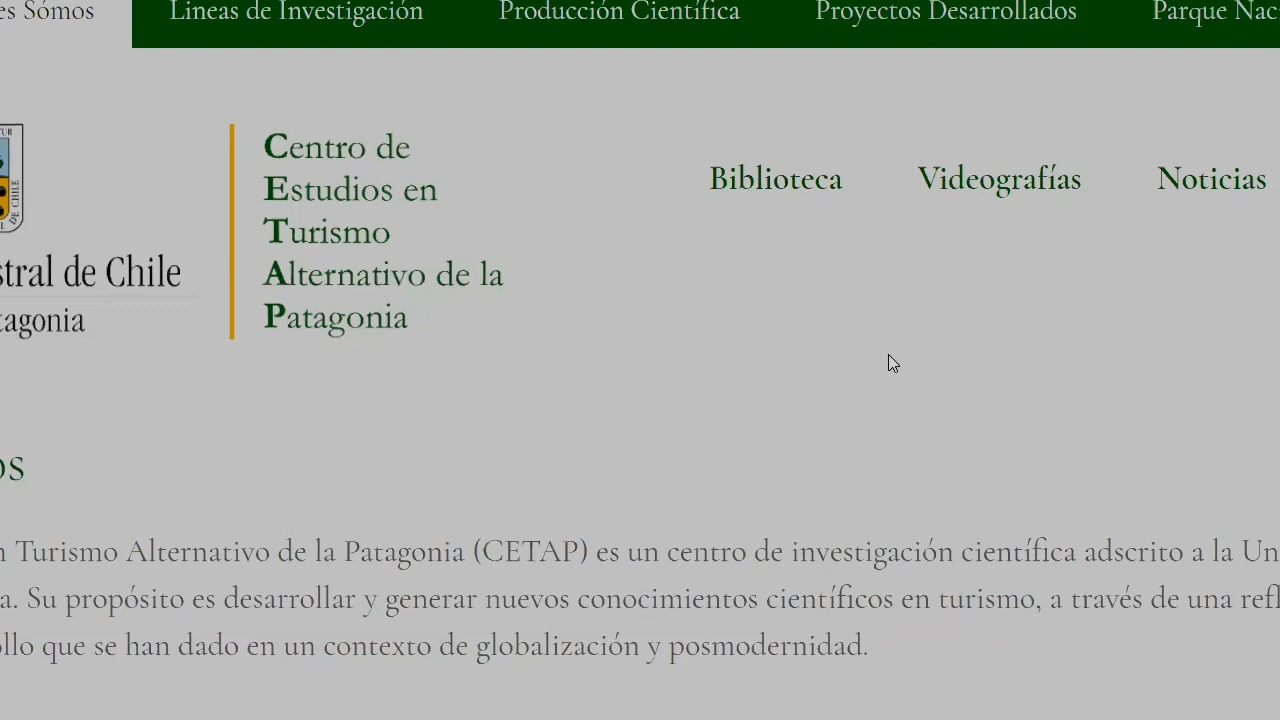 es Sómos Lineas de Investigación Producción Científica Proyectos Desarrollados Parque Nac
Centro de
Estudios en
Turismo
Alternativo de la
Patagonia
Biblioteca Videografías Noticias
DE CHILE
stral de Chile
tagonia
os
n Turismo Alternativo de la Patagonia (CETAP) es un centro de investigación científica adscrito a la Un
a. Su propósito es desarrollar y generar nuevos conocimientos científicos en turismo, a través de una refl
ollo que se han dado en un contexto de globalización y posmodernidad.